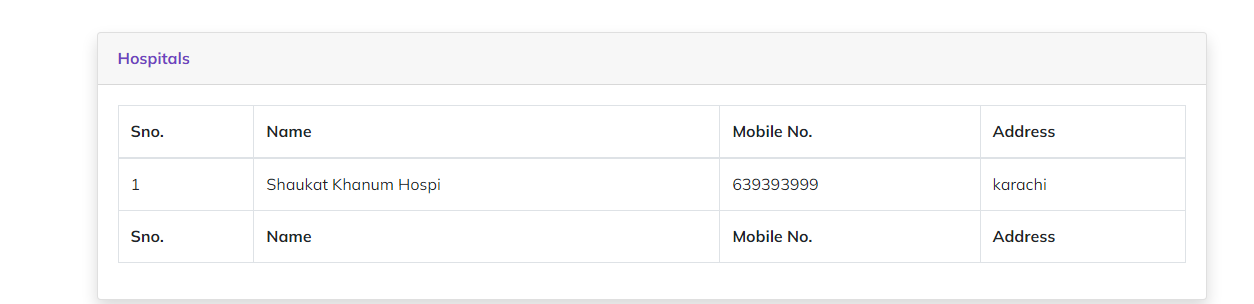 Hospitals
Sno. Name Mobile No. Address
1 Shaukat Khanum Hospi 639393999 karachi
Sno. Name Mobile No. Address